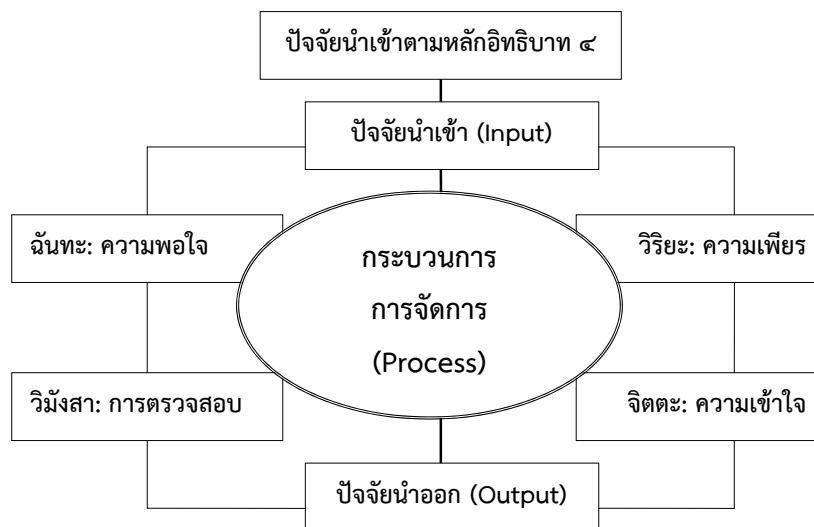 ปัจจัยนำเข้าตามหลักอิทธิบาท ๔
ปัจจัยนำเข้า (Input)
ฉันทะ: ความพอใจ
วิริยะ: ความเพียร
กระบวนการ
การจัดการ
(Process)
วิมังสา: การตรวจสอบ
จิตตะ: ความเข้าใจ
ปัจจัยนำออก (Output)